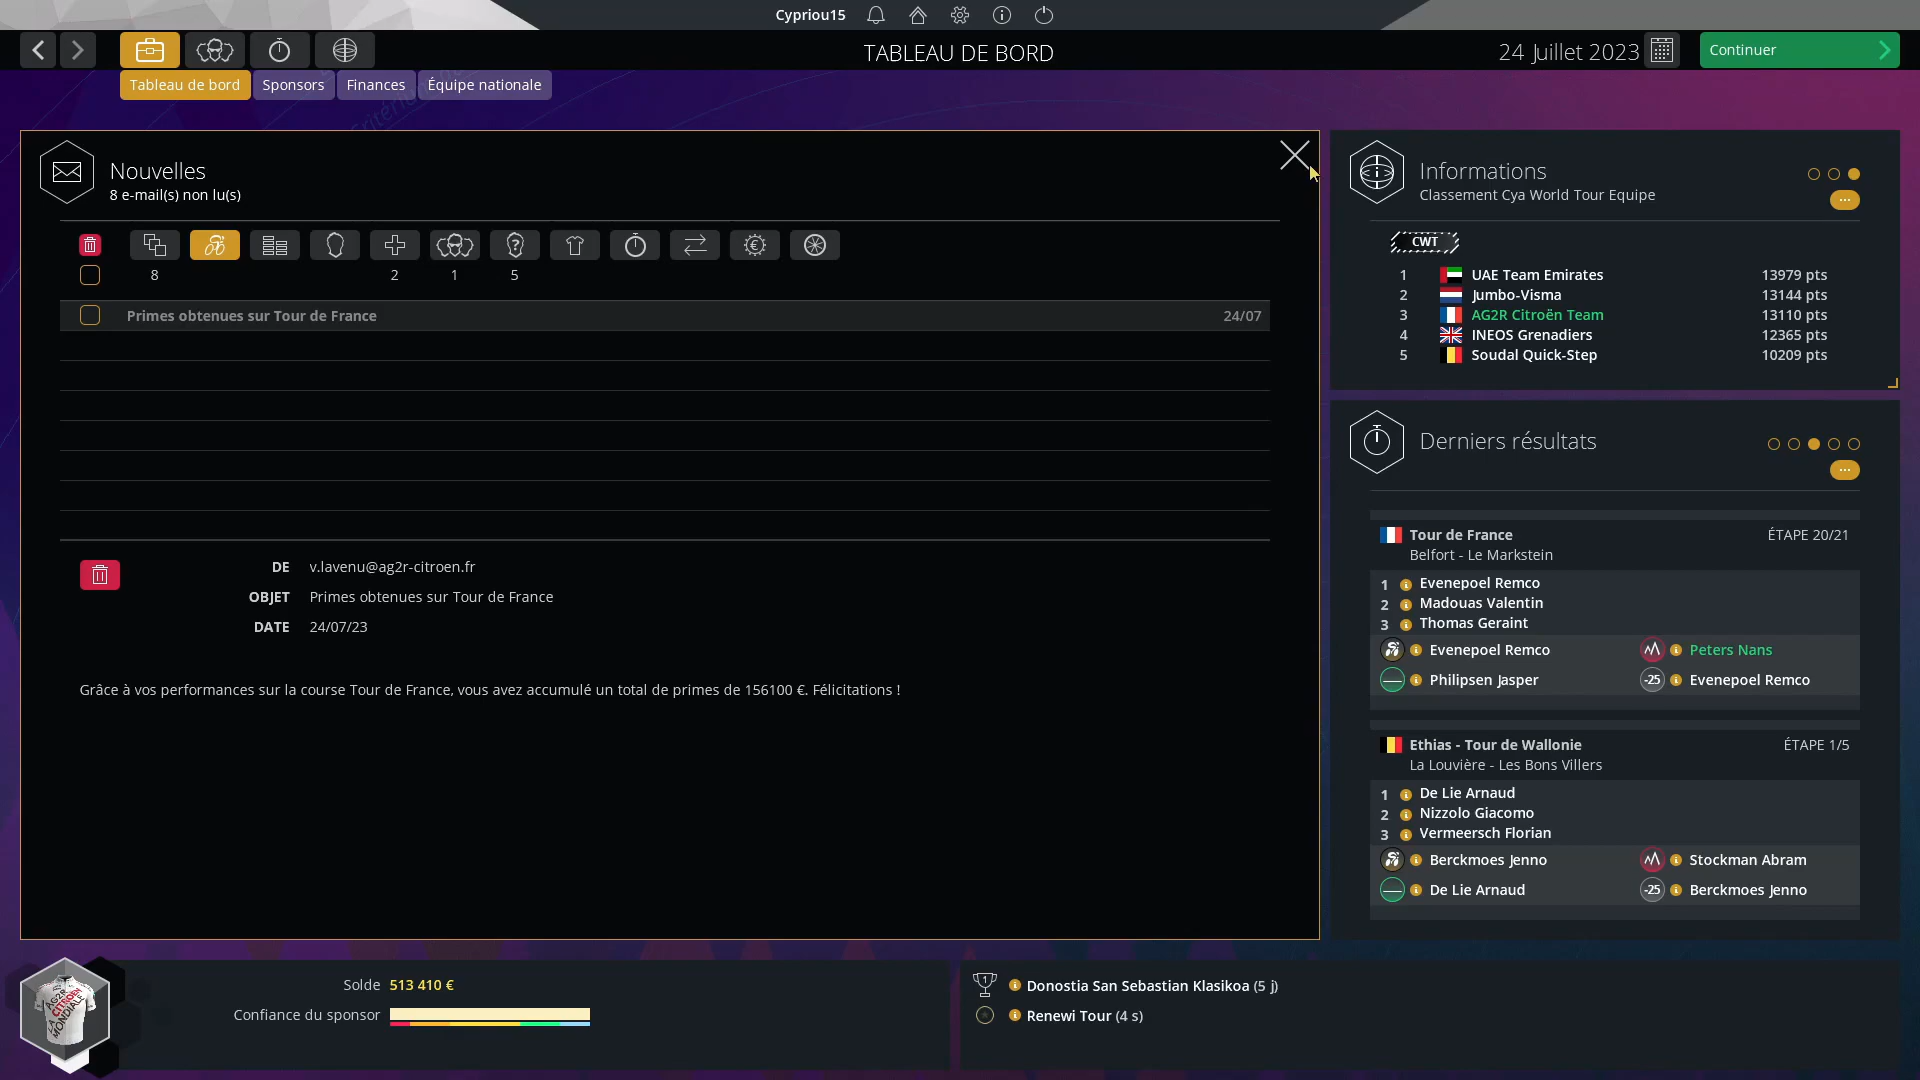 Cypriou15
TABLEAU DE BORD
24 Juillet 2023
Continuer
Tableau de bord
Sponsors
Finances
Équipe nationale
Nouvelles
8 e-mail(s) non lu(s)
8
2
1
5
Primes obtenues sur Tour de France 24/07
DE v.lavenu@ag2r-citroen.fr
OBJET Primes obtenues sur Tour de France
DATE 24/07/23
Grâce à vos performances sur la course Tour de France, vous avez accumulé un total de primes de 156100 €. Félicitations !
Informations
Classement Cya World Tour Equipe
CWT
1 UAE Team Emirates 13979 pts
2 Jumbo-Visma 13144 pts
3 AG2R Citroën Team 13110 pts
4 INEOS Grenadiers 12365 pts
5 Soudal Quick-Step 10209 pts
Derniers résultats
Tour de France ÉTAPE 20/21
Belfort - Le Markstein
1 Evenepoel Remco
2 Madouas Valentin
3 Thomas Geraint
Evenepoel Remco Peters Nans
Philipsen Jasper -25 Evenepoel Remco
Ethias - Tour de Wallonie ÉTAPE 1/5
La Louvière - Les Bons Villers
1 De Lie Arnaud
2 Nizzolo Giacomo
3 Vermeersch Florian
Berckmoes Jenno Stockman Abram
De Lie Arnaud -25 Berckmoes Jenno
Solde 513 410 €
Confiance du sponsor
AG2R
CITROËN
LA MONDIALE
1 Donostia San Sebastian Klasikoa (5 j)
Renewi Tour (4 s)